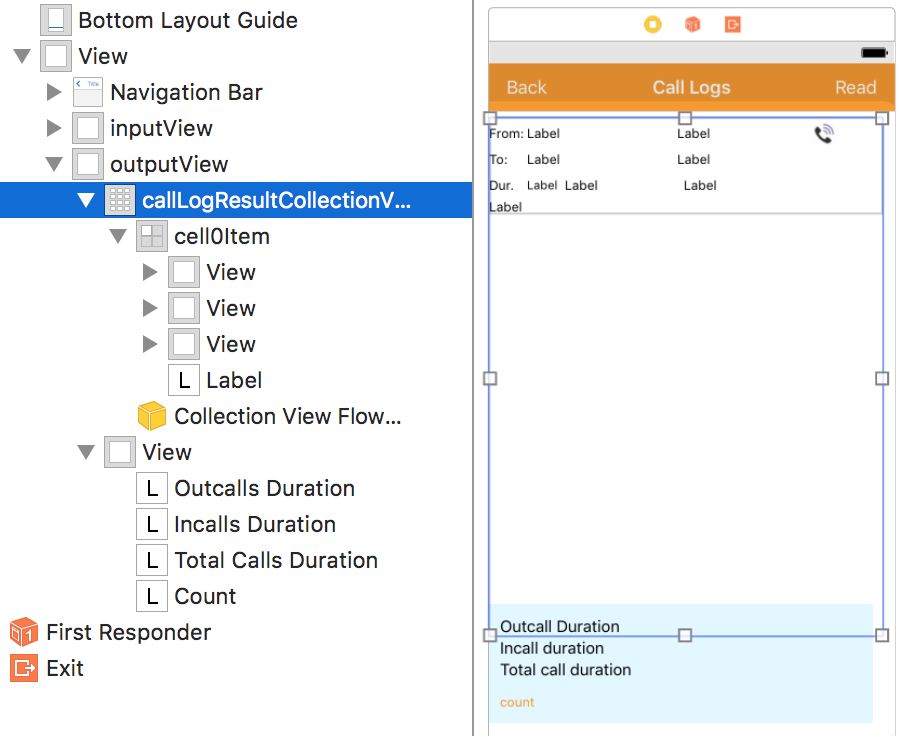 Bottom Layout Guide
View
Title
Navigation Bar
inputView
outputView
callLogResultCollectionV...
cell0Item
View
View
View
L Label
Collection View Flow...
View
L Outcalls Duration
L Incalls Duration
L Total Calls Duration
L Count
1 First Responder
Exit
Back Call Logs Read
From: Label Label
To: Label Label
Dur. Label Label Label
Label
Outcall Duration
Incall duration
Total call duration
count